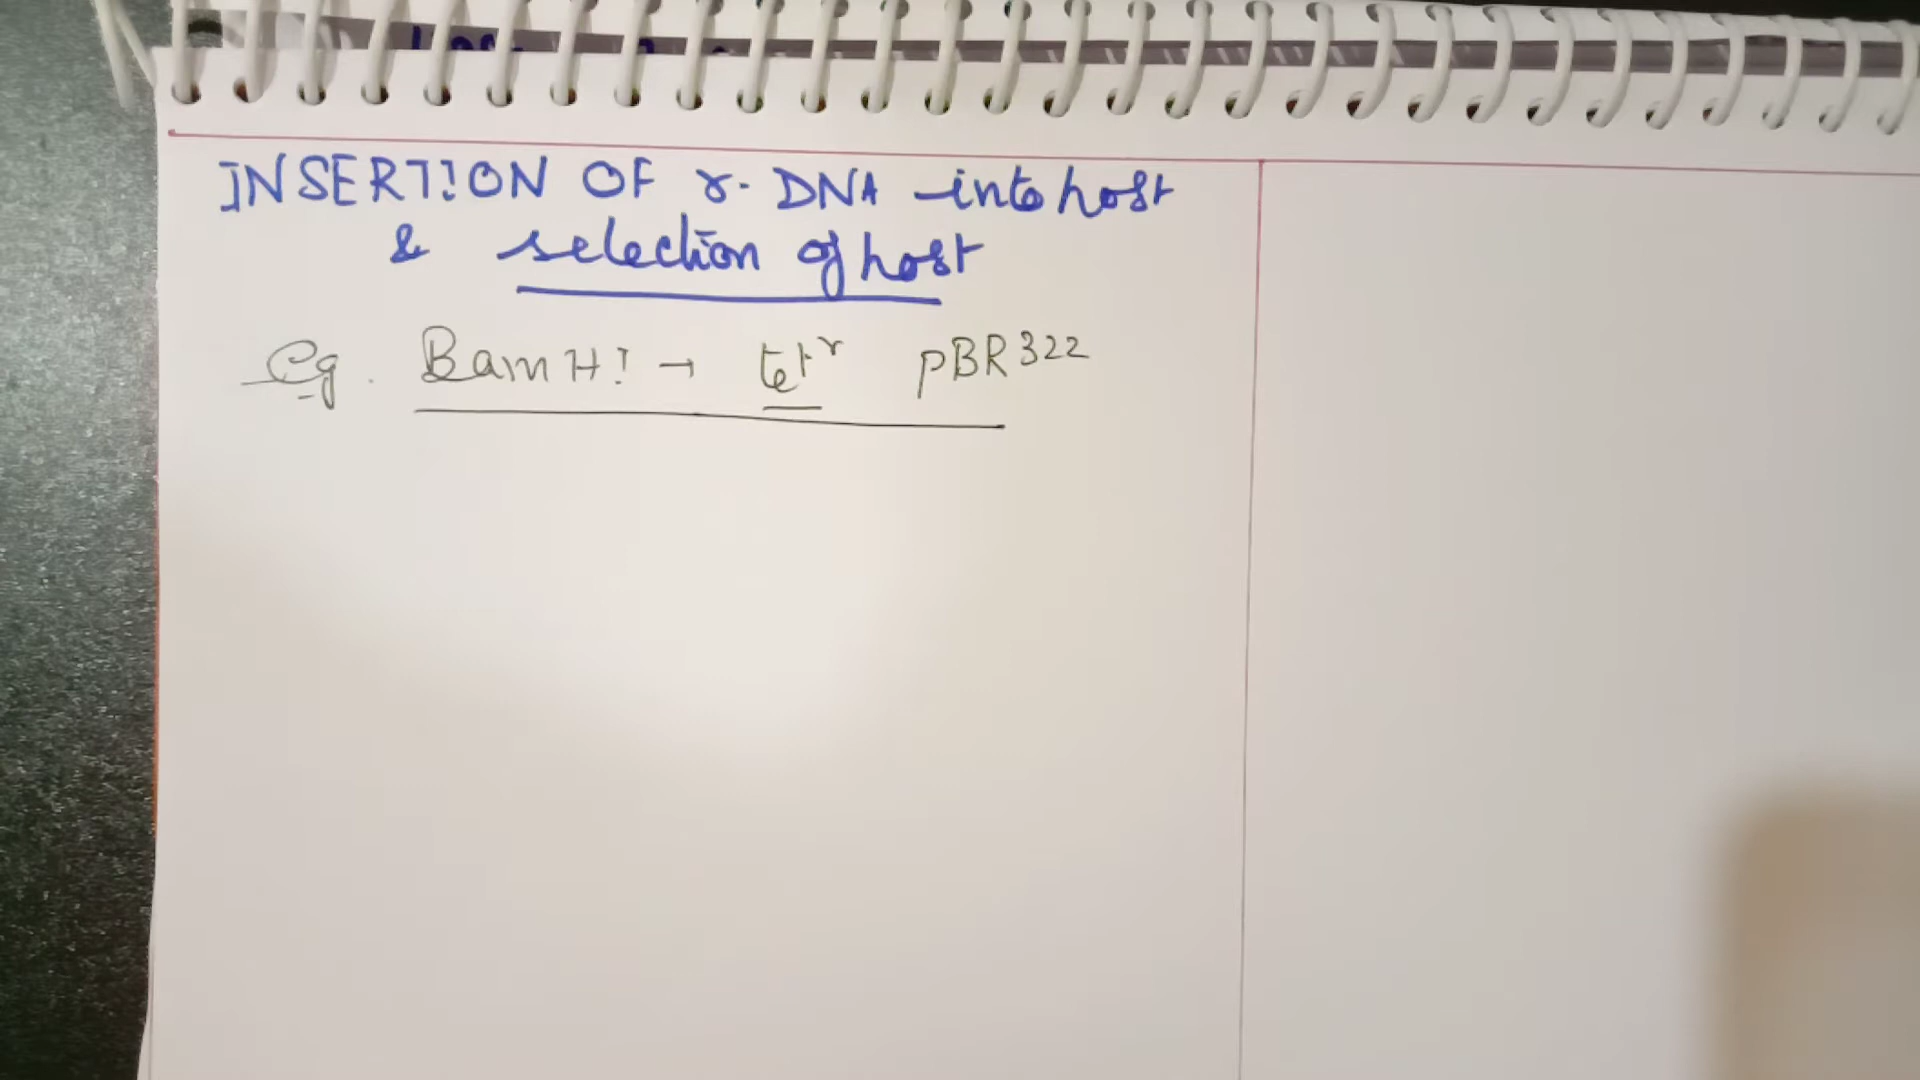 INSERTION OF r. DNA into host
& selection of host
Eg. BamHI → tetʳ pBR322